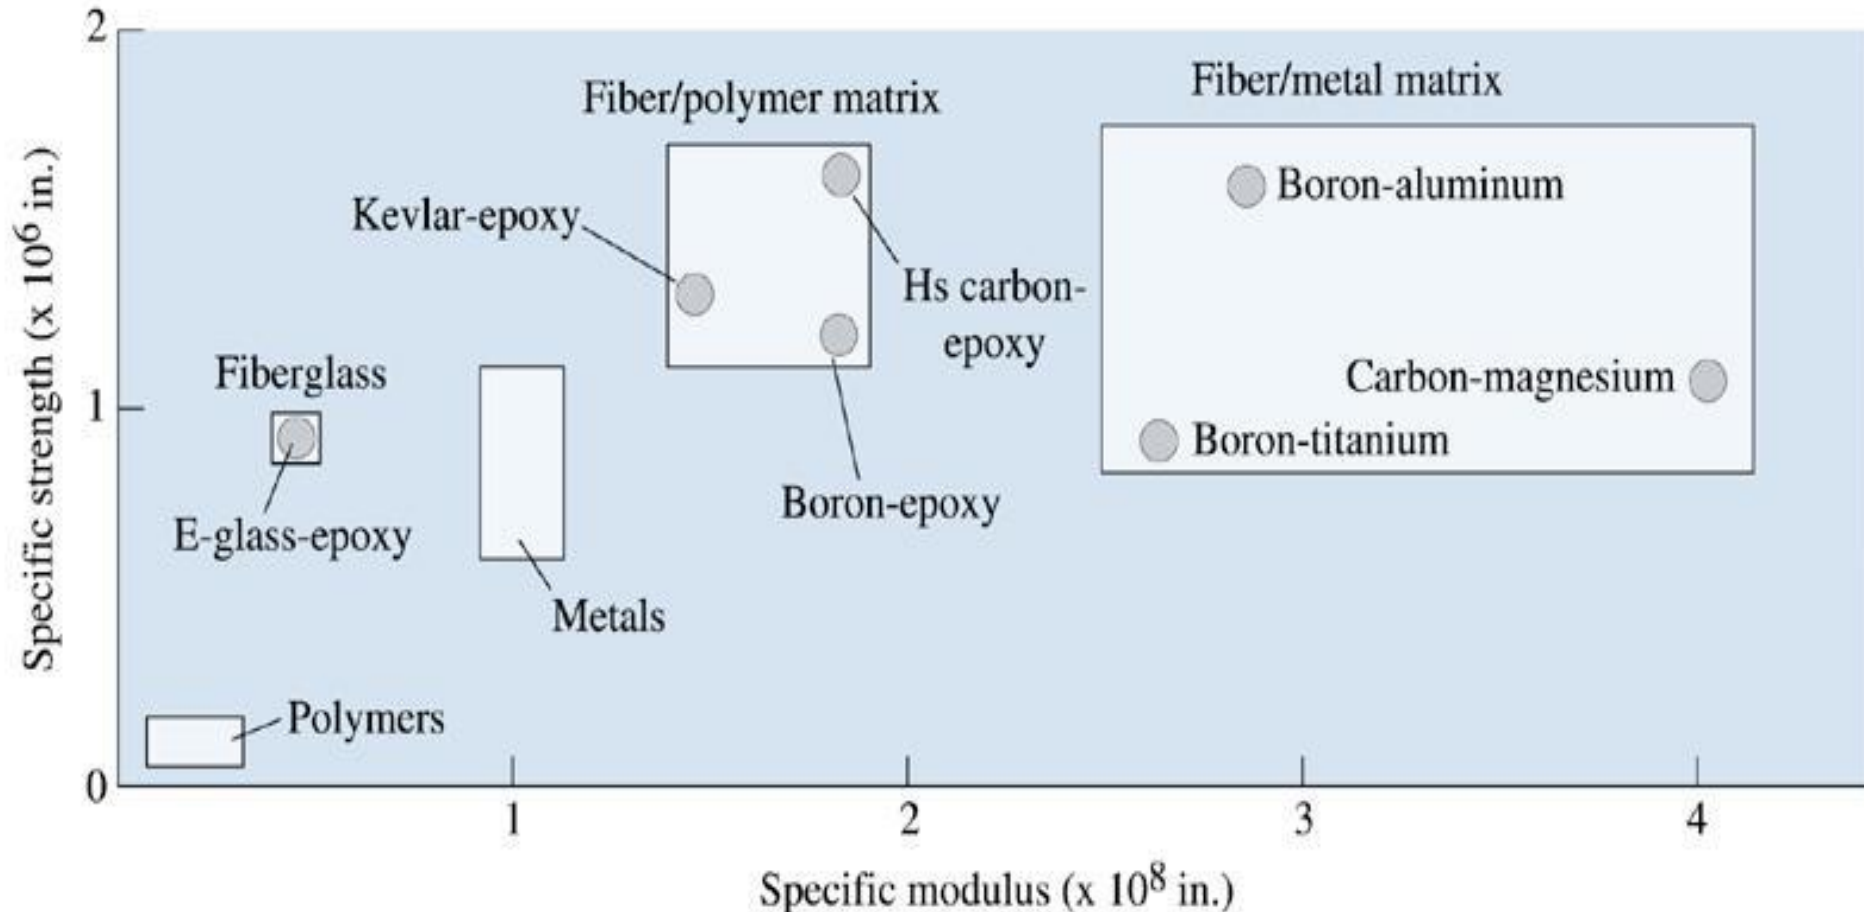 2
Fiber/polymer matrix
Fiber/metal matrix
Kevlar-epoxy
Boron-aluminum
Hs carbon-
epoxy
Fiberglass
1
Carbon-magnesium
Boron-titanium
Boron-epoxy
E-glass-epoxy
Metals
Polymers
0
1
2
3
4
Specific strength (x 10⁶ in.)
Specific modulus (x 10⁸ in.)